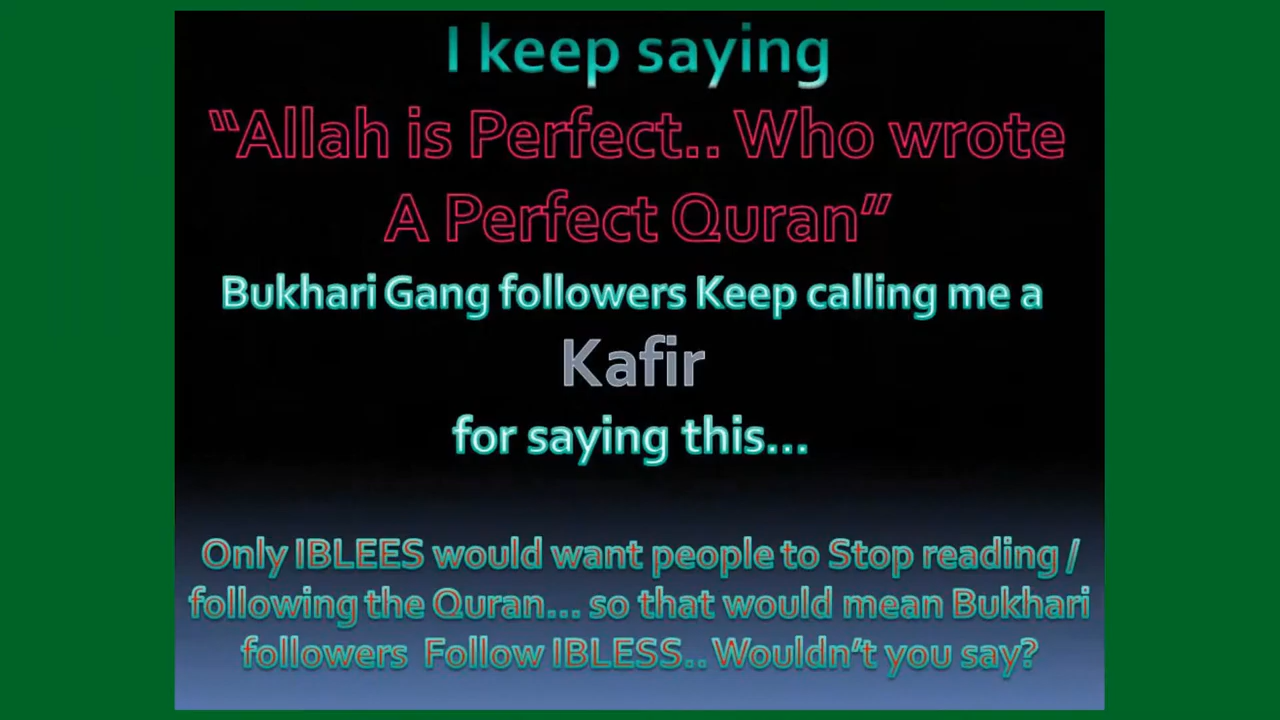 I keep saying
“Allah is Perfect.. Who wrote
A Perfect Quran”
Bukhari Gang followers Keep calling me a
Kafir
for saying this...
Only IBLEES would want people to Stop reading /
following the Quran... so that would mean Bukhari
followers Follow IBLESS.. Wouldn’t you say?